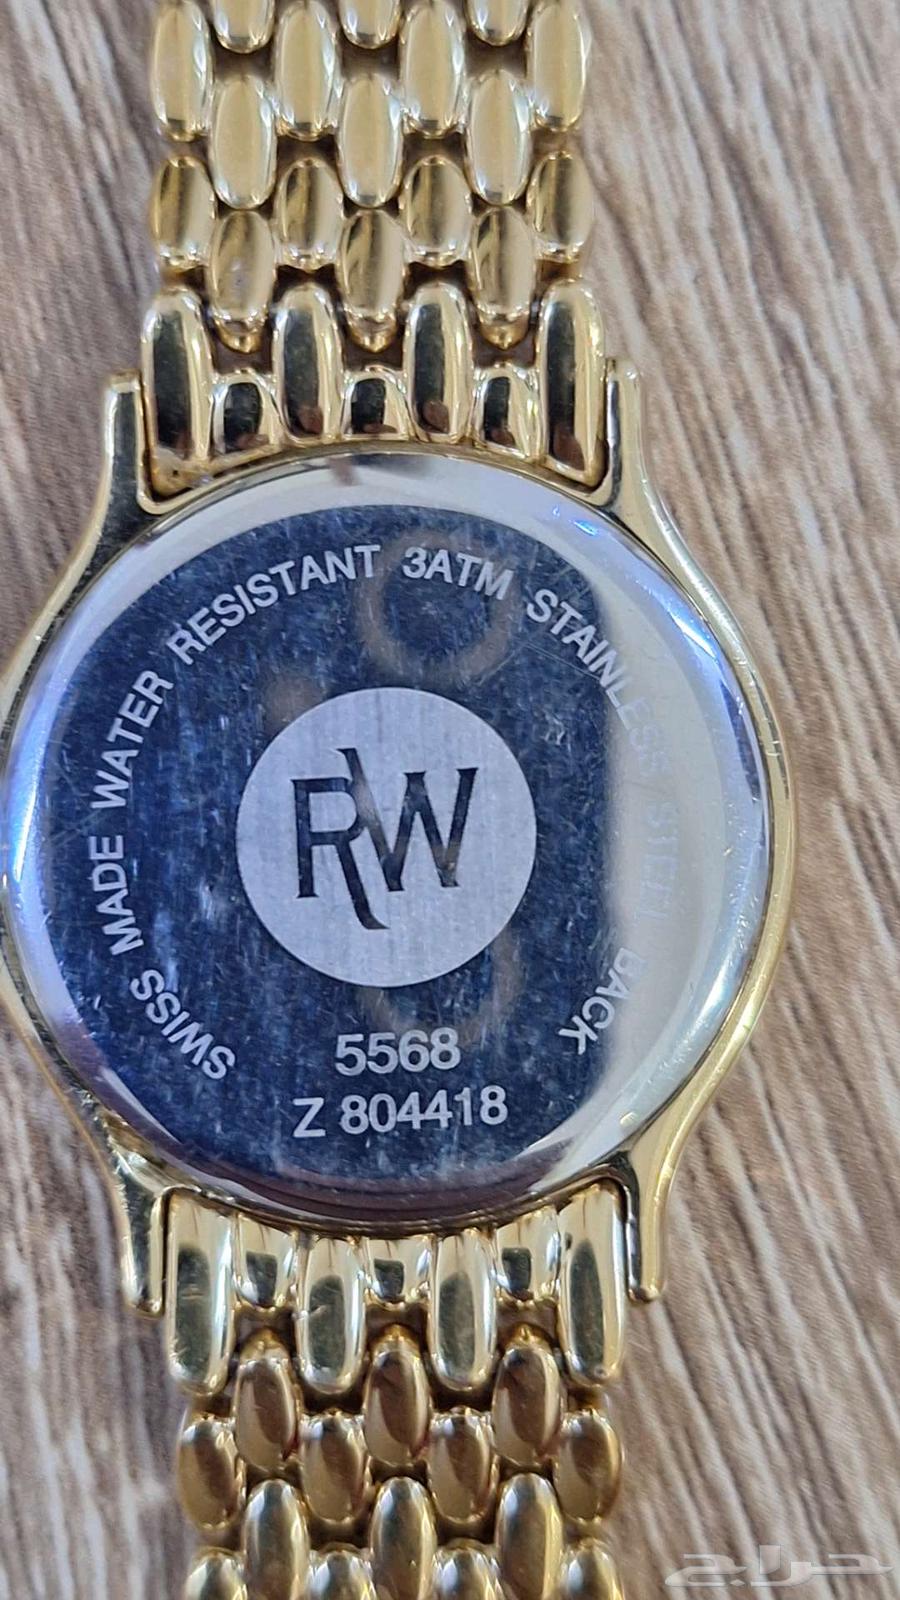 SWISS MADE WATER RESISTANT 3ATM STAINLESS STEEL BACK
RW
5568
Z 804418
حراج